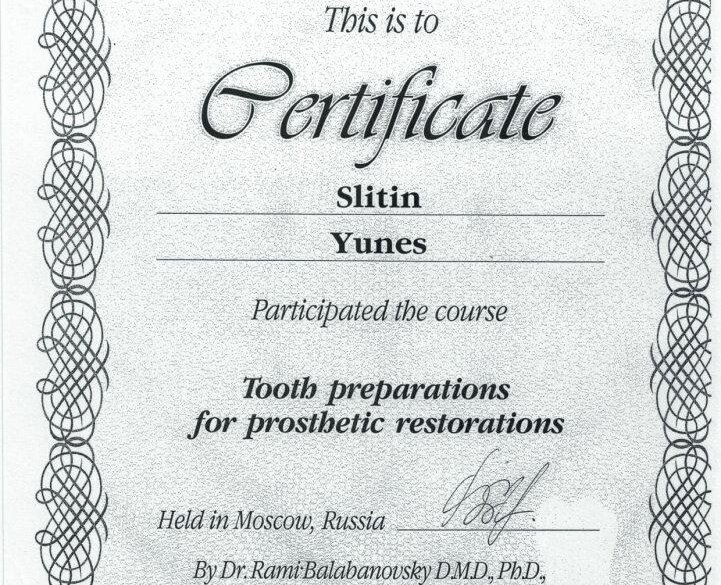 This is to
Certificate
Slitin
Yunes
Participated the course
Tooth preparations
for prosthetic restorations
Held in Moscow, Russia
By Dr. Rami Balabanovsky D.M.D., Ph.D.,